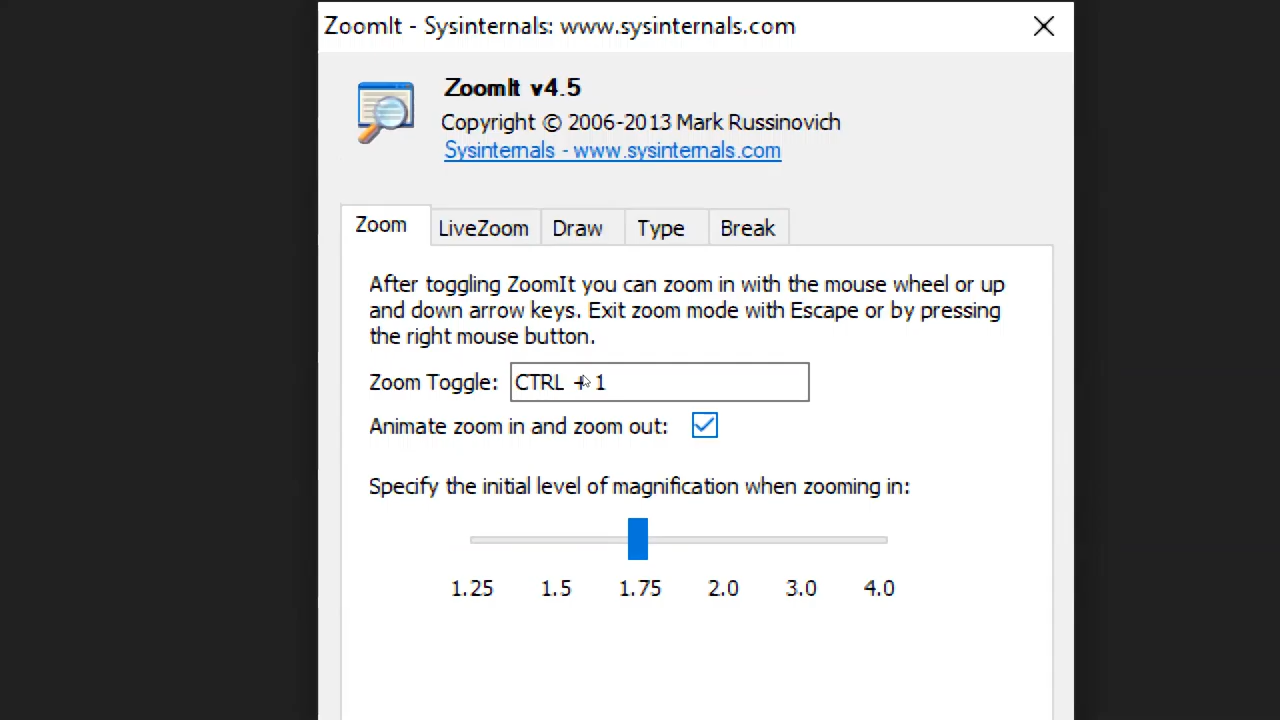 ZoomIt - Sysinternals: www.sysinternals.com
ZoomIt v4.5
Copyright © 2006-2013 Mark Russinovich
Sysinternals - www.sysinternals.com
Zoom LiveZoom Draw Type Break
After toggling ZoomIt you can zoom in with the mouse wheel or up
and down arrow keys. Exit zoom mode with Escape or by pressing
the right mouse button.
Zoom Toggle: CTRL + 1
Animate zoom in and zoom out:
Specify the initial level of magnification when zooming in:
1.25 1.5 1.75 2.0 3.0 4.0